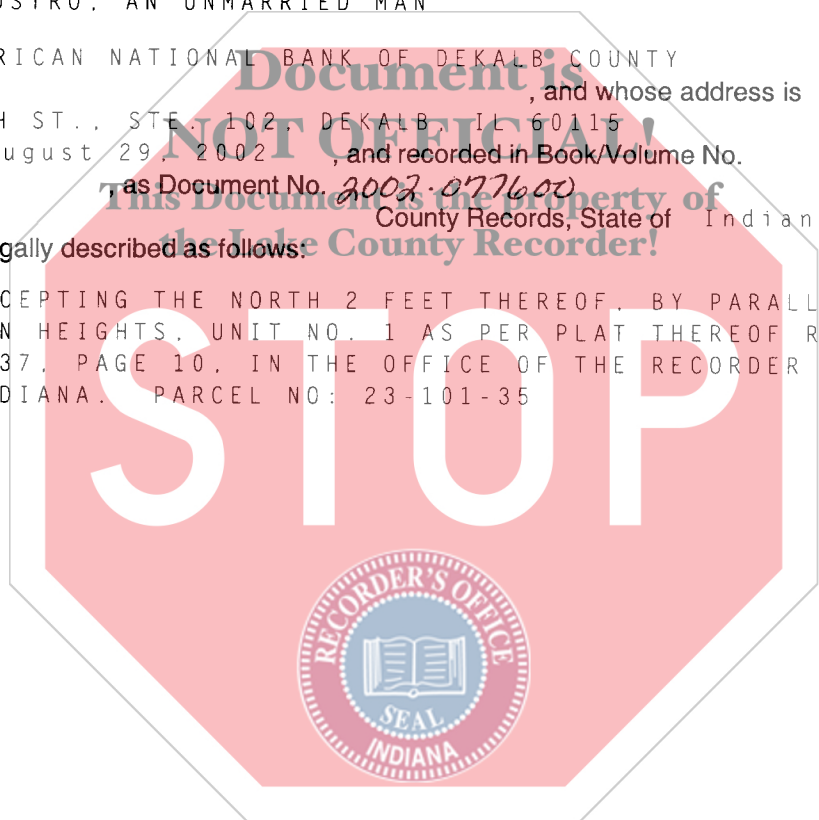 OSTRO, AN UNMARRIED MAN
RICAN NATIONAL BANK OF DEKALB COUNTY
Document is
, and whose address is
H ST., STE. 102, DEKALB, IL 60115
NOT OFFICIAL!
ugust 29, 2002 , and recorded in Book/Volume No.
, as Document No. 2002-077600
This Document is the property of
County Records, State of Indian
the Lake County Recorder!
gally described as follows:
CEPTING THE NORTH 2 FEET THEREOF, BY PARALL
N HEIGHTS, UNIT NO. 1 AS PER PLAT THEREOF R
37, PAGE 10, IN THE OFFICE OF THE RECORDER
DIANA. PARCEL NO: 23-101-35
STOP
RECORDER'S OFFICE
SEAL
INDIANA